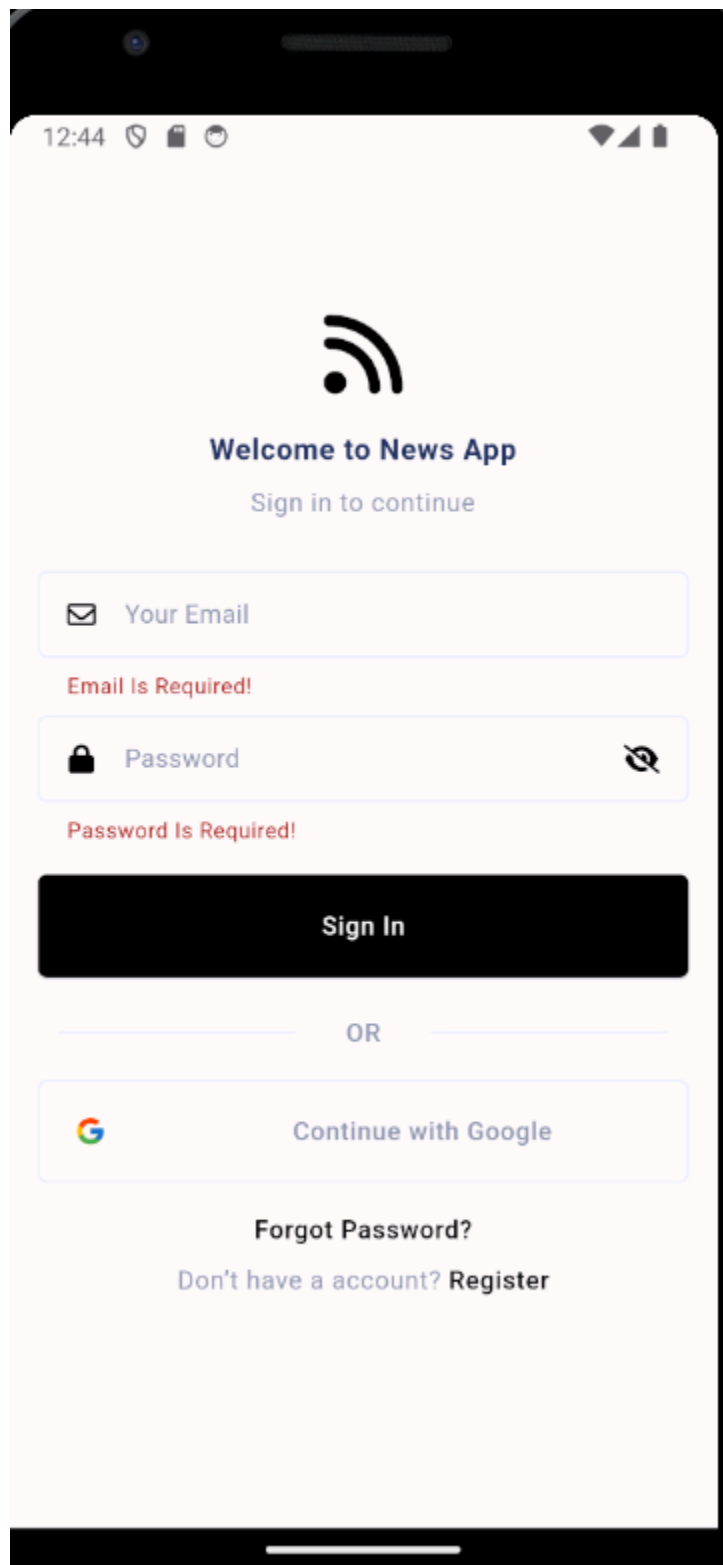 12:44
Welcome to News App
Sign in to continue
Your Email
Email Is Required!
Password
Password Is Required!
Sign In
OR
Continue with Google
Forgot Password?
Don't have a account? Register